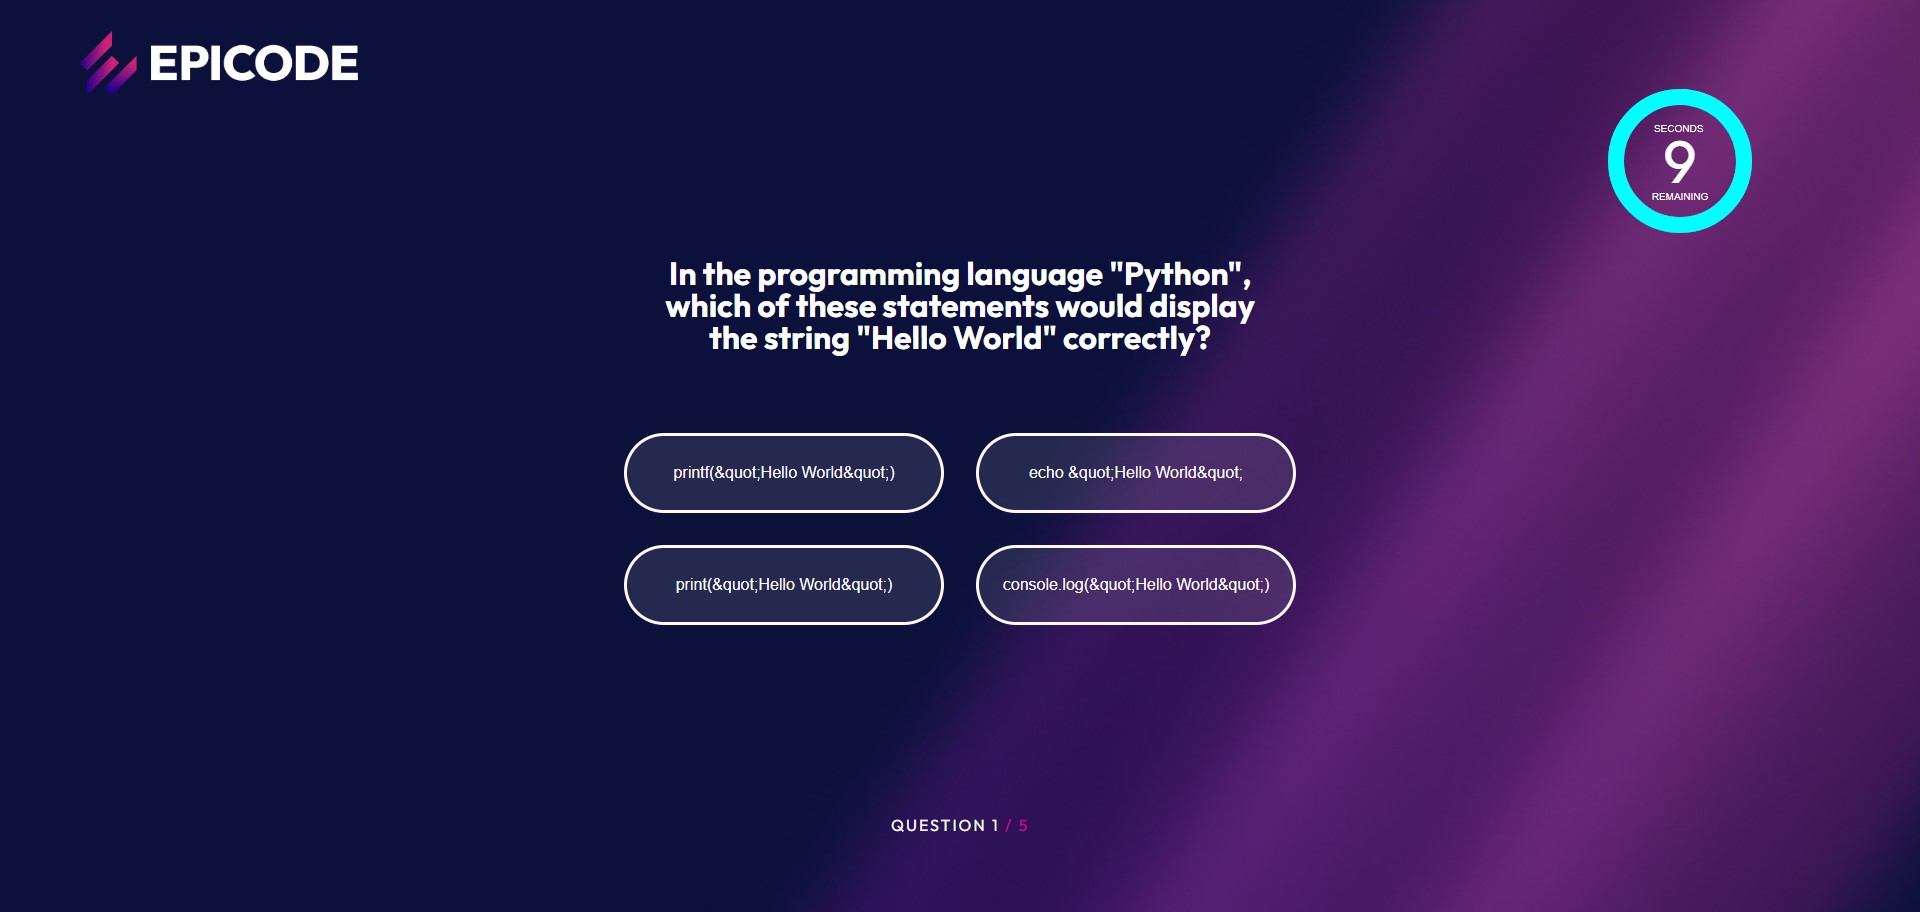 EPICODE
SECONDS
9
REMAINING
In the programming language "Python",
which of these statements would display
the string "Hello World" correctly?
printf(&quot;Hello World&quot;)
echo &quot;Hello World&quot;
print(&quot;Hello World&quot;)
console.log(&quot;Hello World&quot;)
QUESTION 1 / 5